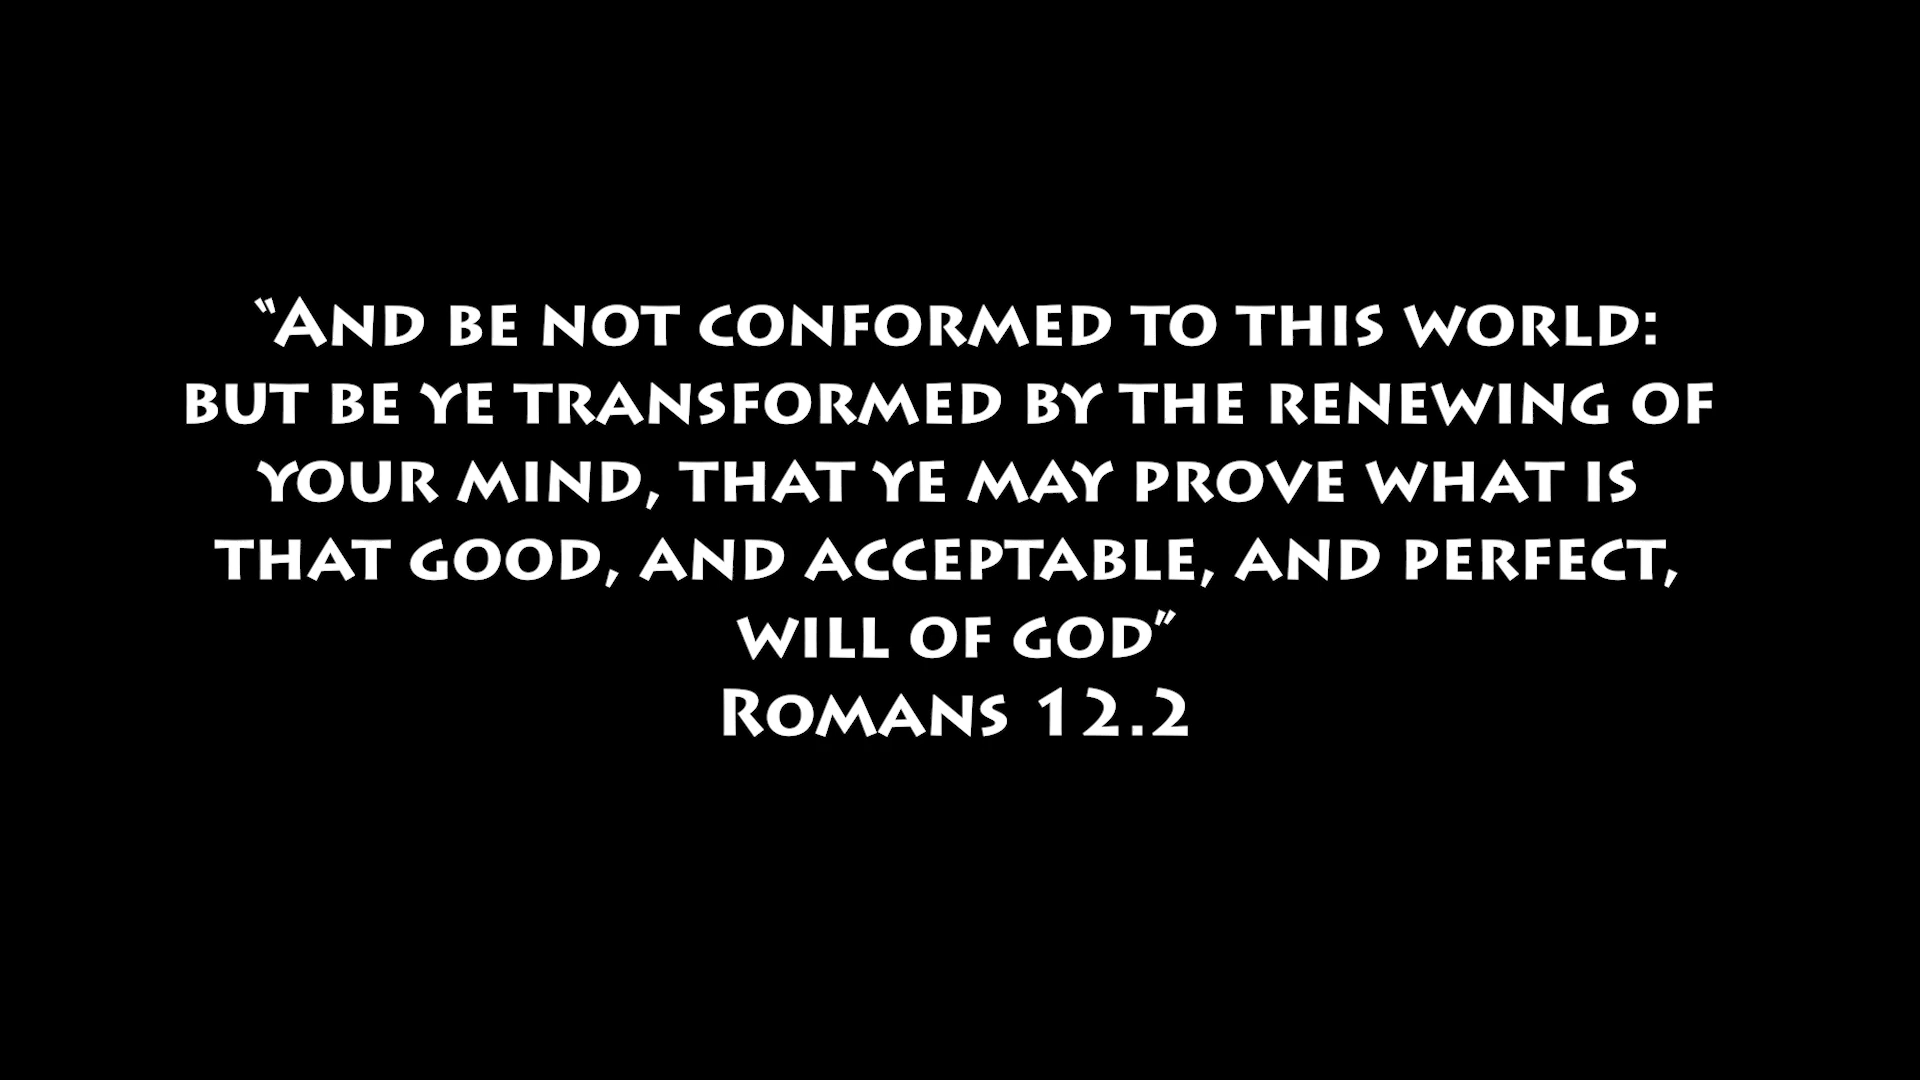 “And be not conformed to this world:
but be ye transformed by the renewing of
your mind, that ye may prove what is
that good, and acceptable, and perfect,
will of god”
Romans 12.2